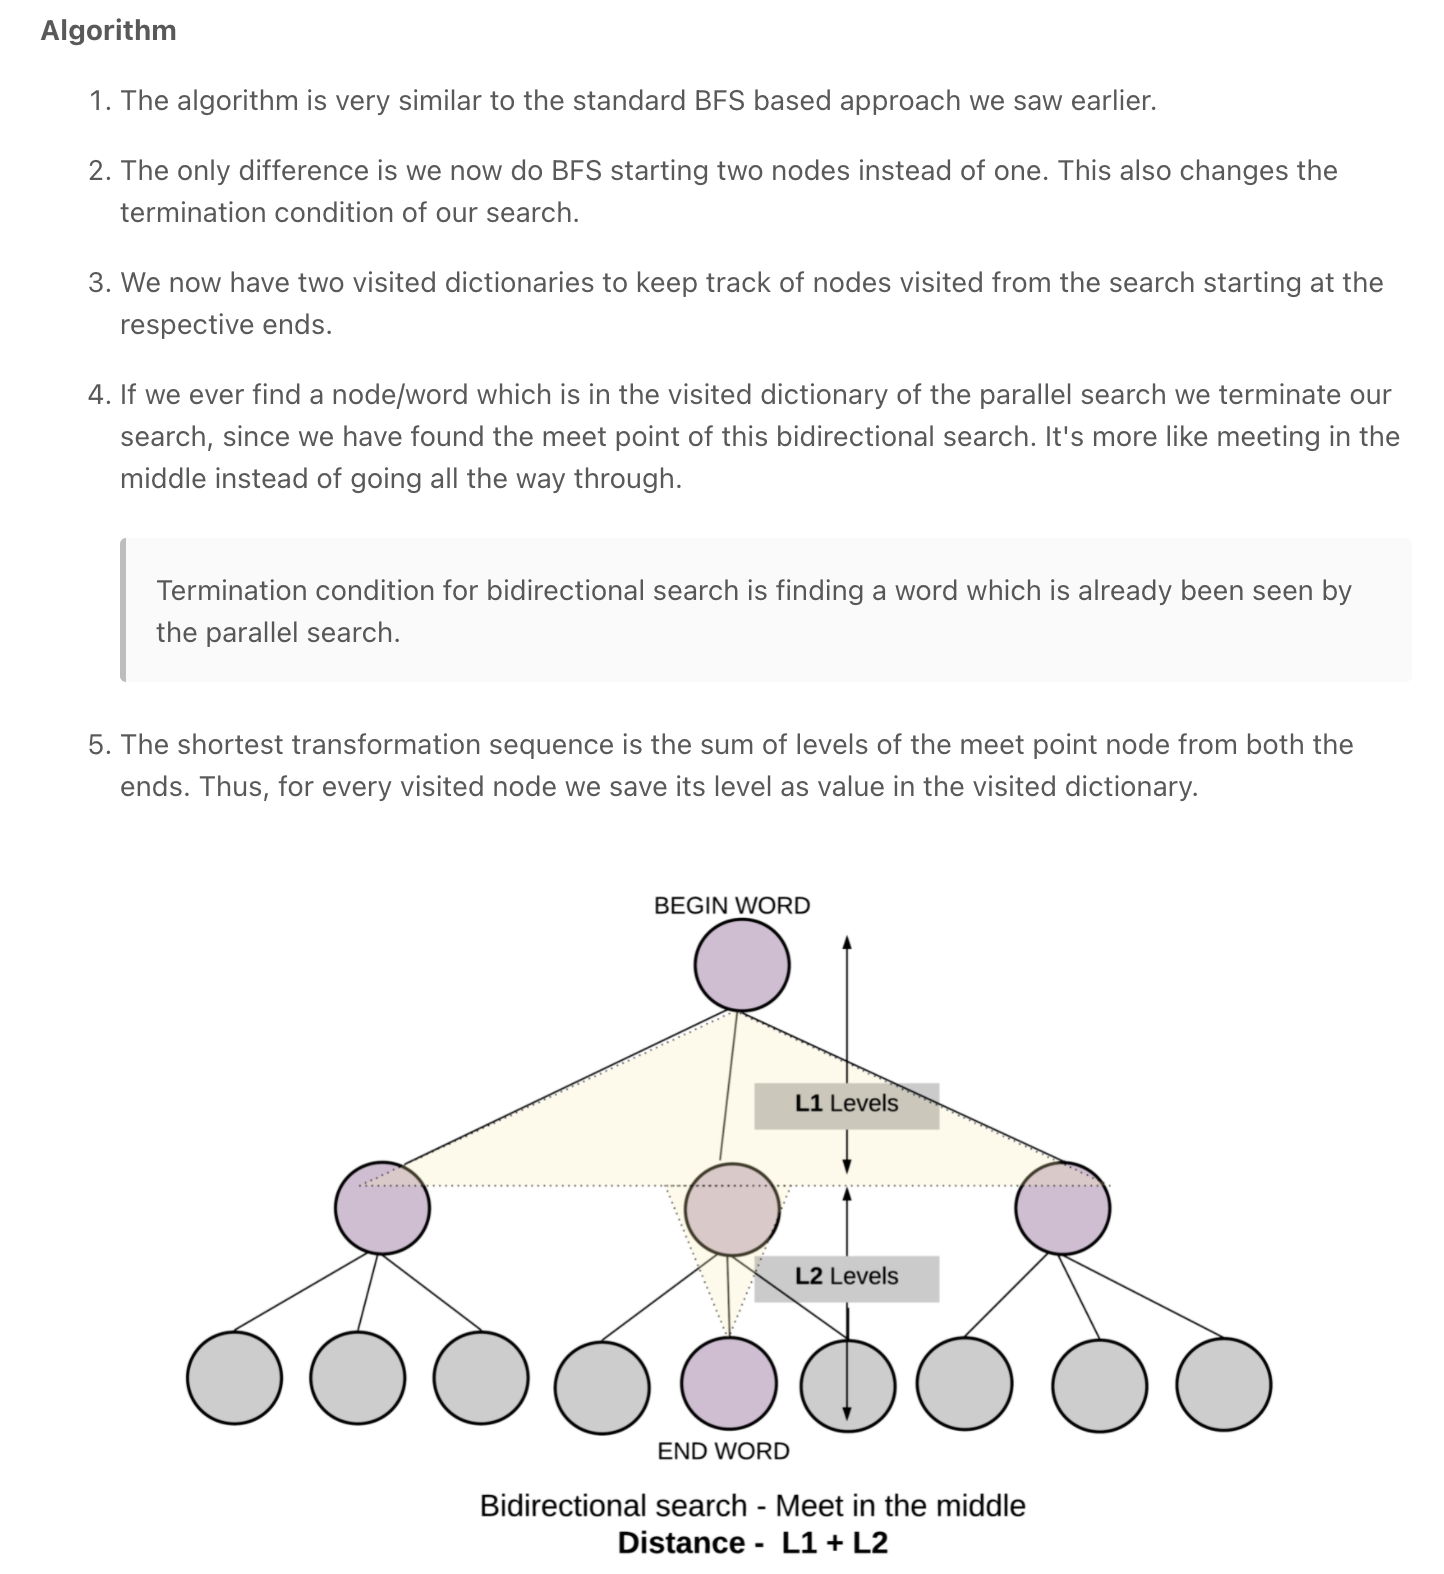 Algorithm
1. The algorithm is very similar to the standard BFS based approach we saw earlier.
2. The only difference is we now do BFS starting two nodes instead of one. This also changes the
termination condition of our search.
3. We now have two visited dictionaries to keep track of nodes visited from the search starting at the
respective ends.
4. If we ever find a node/word which is in the visited dictionary of the parallel search we terminate our
search, since we have found the meet point of this bidirectional search. It's more like meeting in the
middle instead of going all the way through.
Termination condition for bidirectional search is finding a word which is already been seen by
the parallel search.
5. The shortest transformation sequence is the sum of levels of the meet point node from both the
ends. Thus, for every visited node we save its level as value in the visited dictionary.
BEGIN WORD
L1 Levels
L2 Levels
END WORD
Bidirectional search - Meet in the middle
Distance - L1 + L2